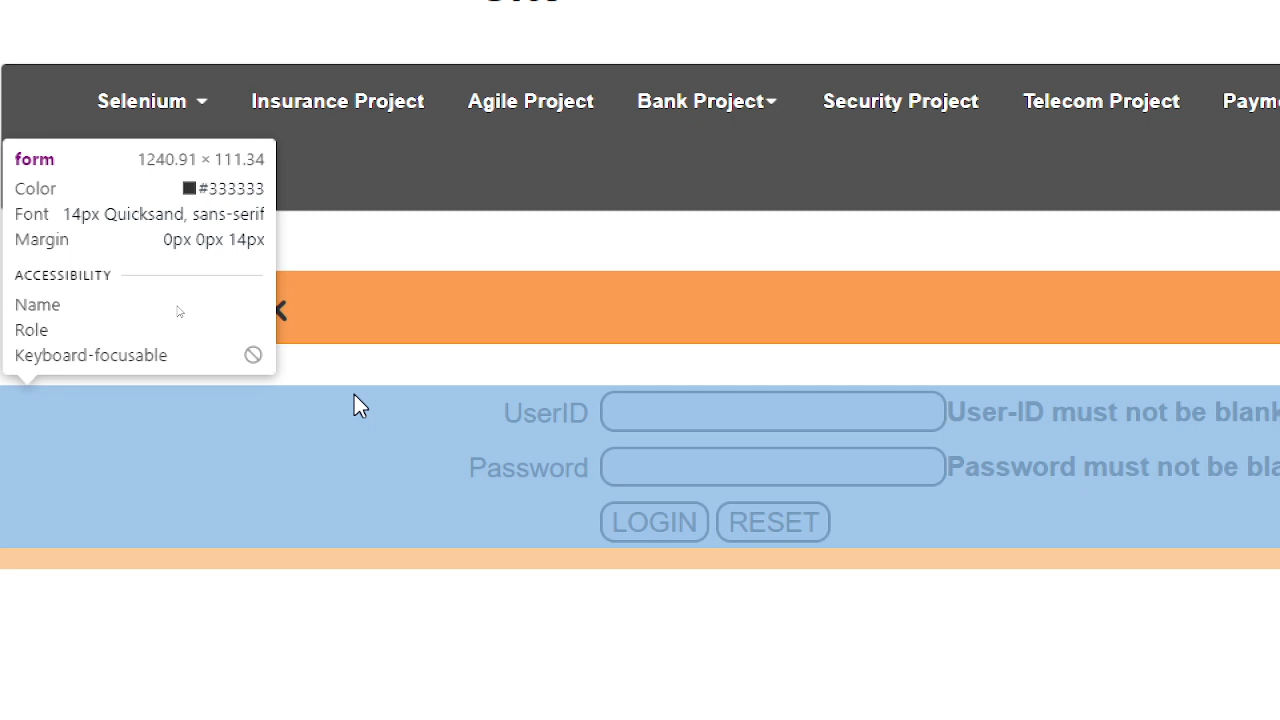 Selenium Insurance Project Agile Project Bank Project Security Project Telecom Project
form 1240.91 × 111.34
Color #333333
Font 14px Quicksand, sans-serif
Margin 0px 0px 14px
ACCESSIBILITY
Name
Role
Keyboard-focusable
UserID User-ID must not be blank
Password Password must not be
LOGIN RESET